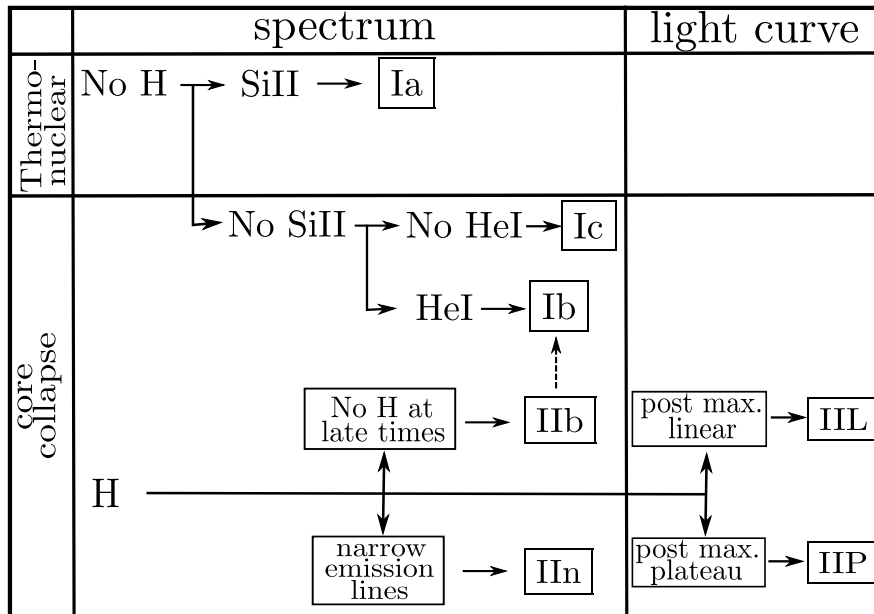 spectrum
light curve
Thermo-
nuclear
No H
SiII
Ia
core
collapse
No SiII
No HeI
Ic
HeI
Ib
No H at
late times
IIb
post max.
linear
IIL
H
narrow
emission
lines
IIn
post max.
plateau
IIP